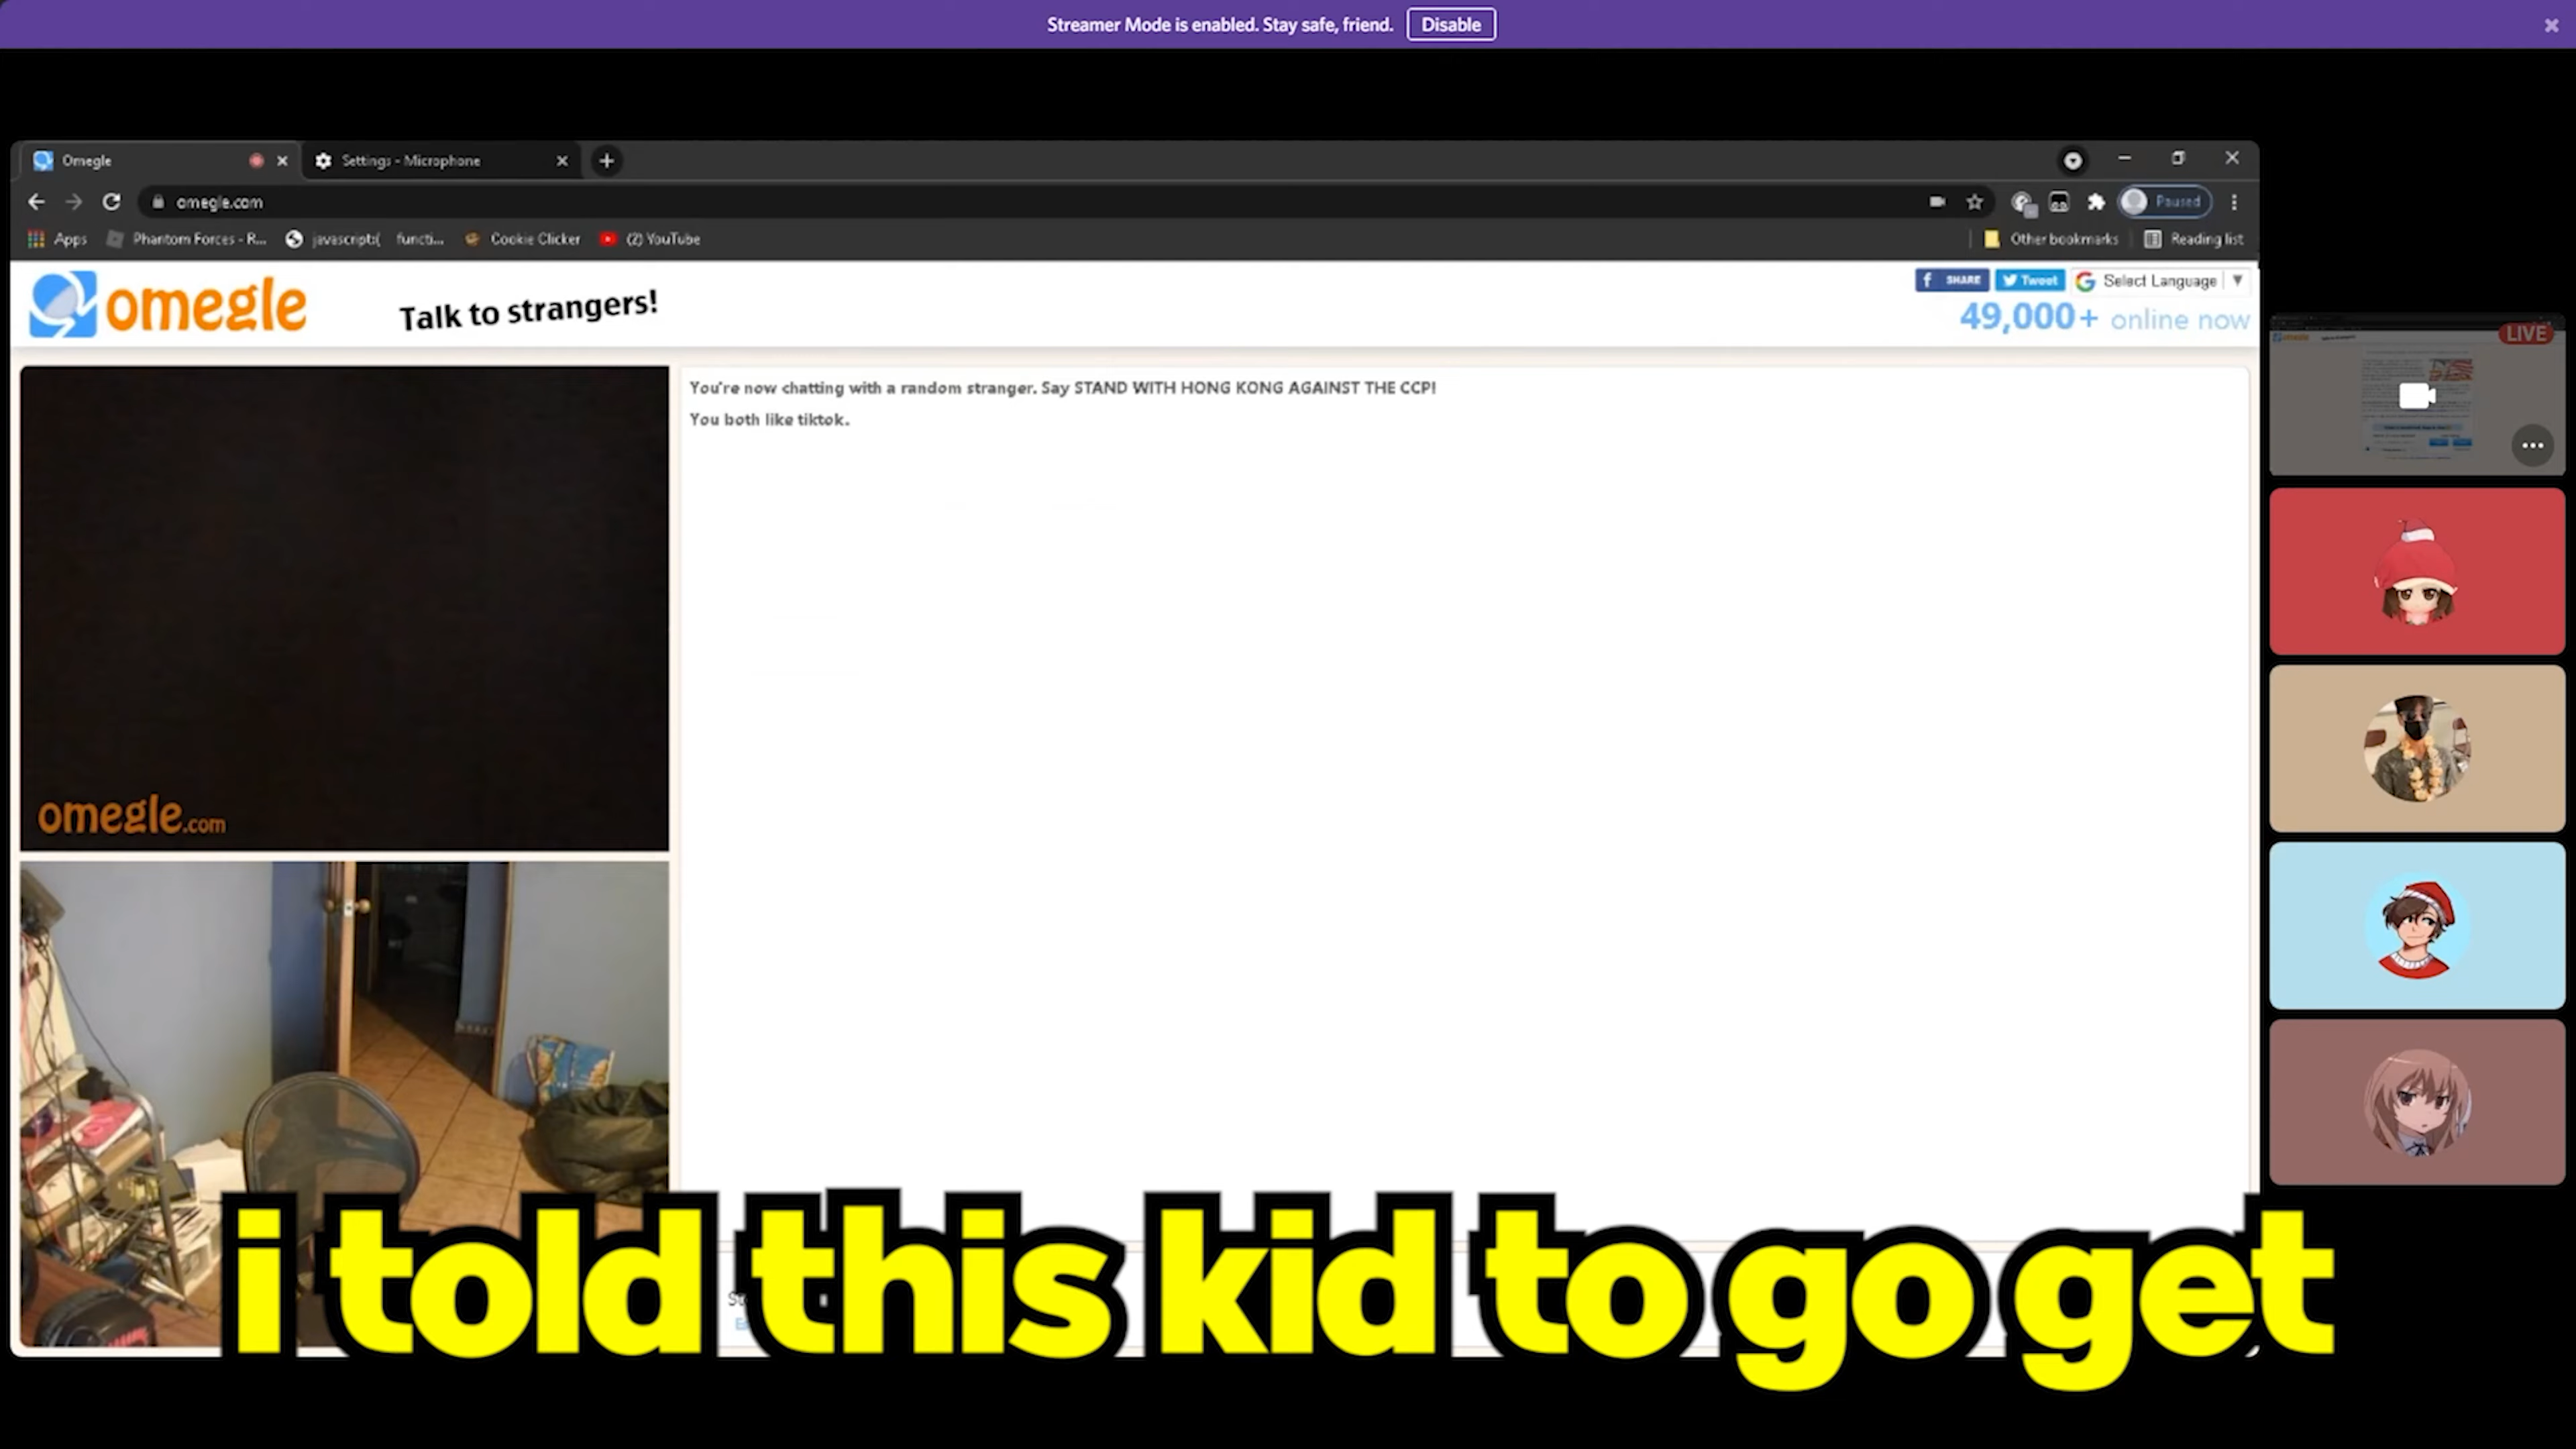 Streamer Mode is enabled. Stay safe, friend. Disable
Omegle
Settings - Microphone
omegle.com
Paused
Apps
Phantom Forces - R...
javascript:( functi...
Cookie Clicker
(2) YouTube
Other bookmarks
Reading list
omegle
Talk to strangers!
SHARE
Tweet
Select Language
49,000+ online now
LIVE
You're now chatting with a random stranger. Say STAND WITH HONG KONG AGAINST THE CCP!
You both like tiktok.
omegle.com
i told this kid to go get